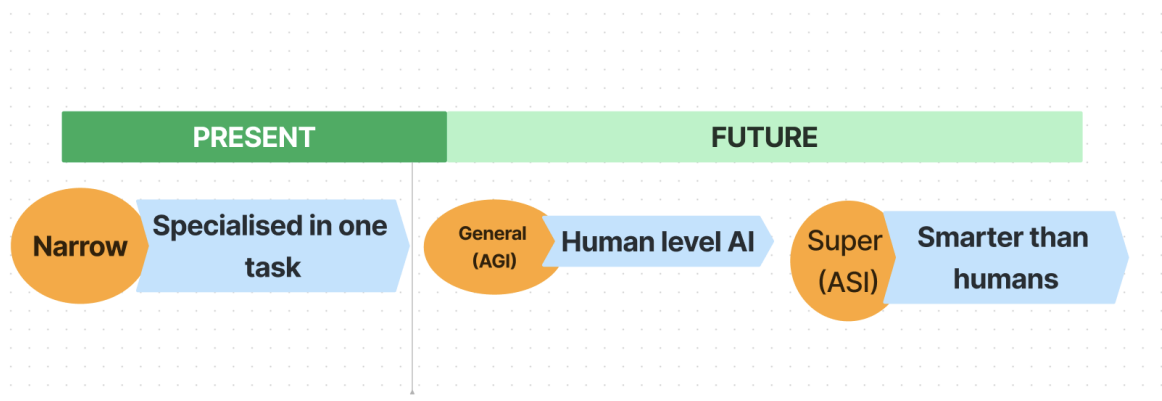 PRESENT
FUTURE
Narrow
Specialised in one
task
General
(AGI)
Human level AI
Super
(ASI)
Smarter than
humans